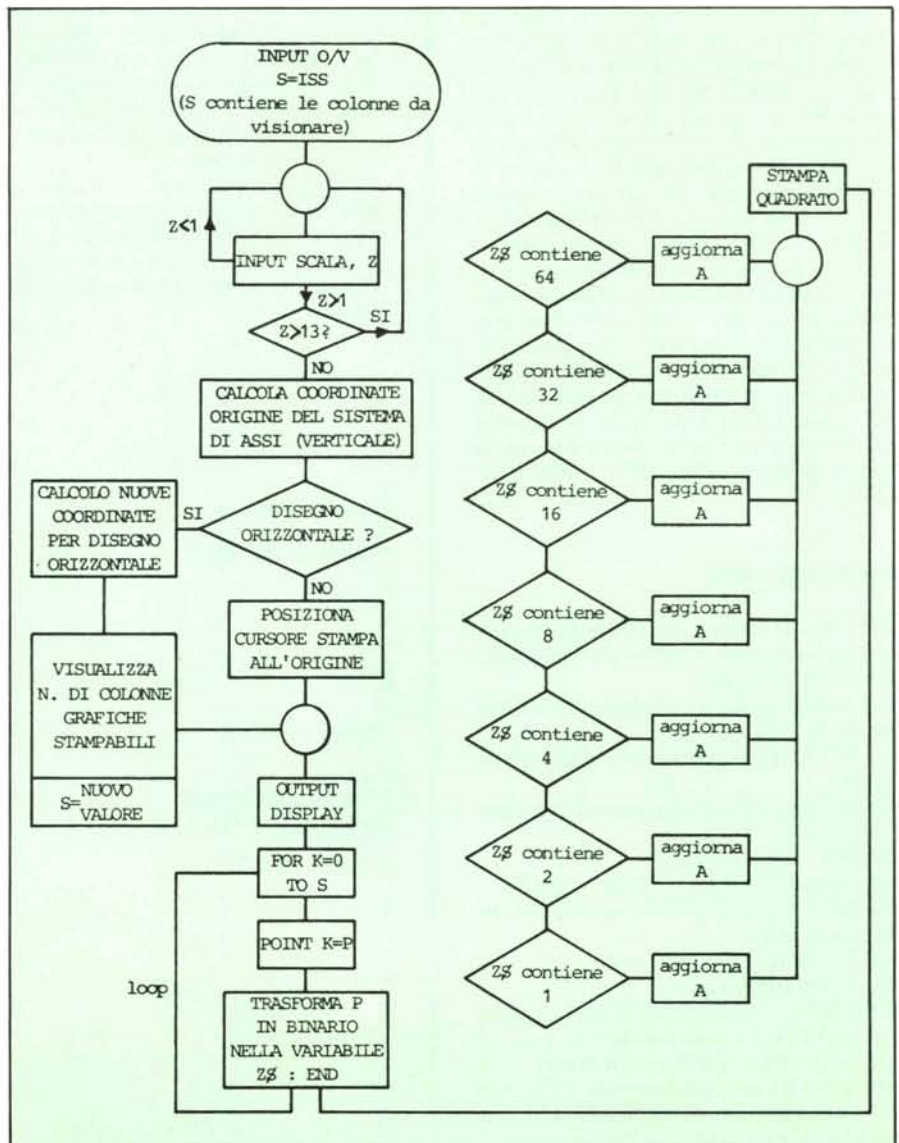 INPUT O/V
S=ISS
(S contiene le colonne da
visionare)
Z<1
INPUT SCALA, Z
Z>1
Z>13?
SI
NO
CALCOLA COORDINATE
ORIGINE DEL SISTEMA
DI ASSI (VERTICALE)
DISEGNO
ORIZZONTALE ?
SI
CALCOLO NUOVE
COORDINATE
PER DISEGNO
ORIZZONTALE
NO
POSIZIONA
CURSORE STAMPA
ALL'ORIGINE
VISUALIZZA
N. DI COLONNE
GRAFICHE
STAMPABILI
S= NUOVO
VALORE
OUTPUT
DISPLAY
FOR K=0
TO S
POINT K=P
loop
TRASFORMA P
IN BINARIO
NELLA VARIABILE
Z$ : END
STAMPA
QUADRATO
Z$ contiene
64
aggiorna
A
Z$ contiene
32
aggiorna
A
Z$ contiene
16
aggiorna
A
Z$ contiene
8
aggiorna
A
Z$ contiene
4
aggiorna
A
Z$ contiene
2
aggiorna
A
Z$ contiene
1
aggiorna
A